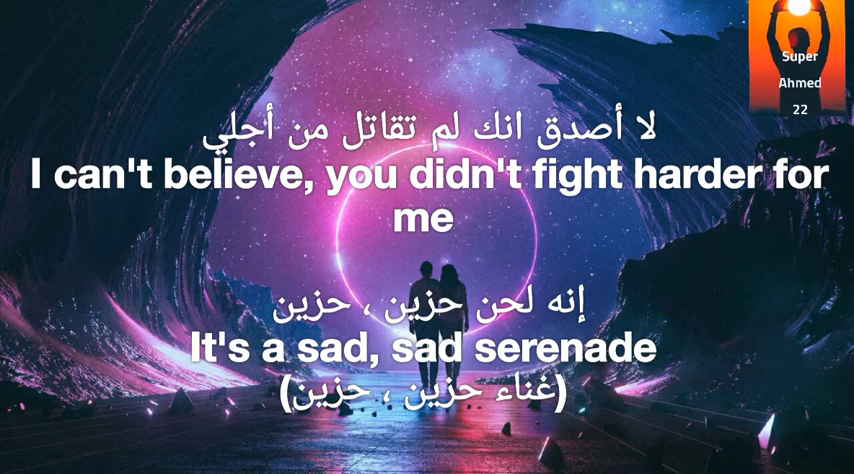 Super
Ahmed
22
لا أصدق انك لم تقاتل من أجلي
I can't believe, you didn't fight harder for
me
إنه لحن حزين ، حزين
It's a sad, sad serenade
(غناء حزين ، حزين)